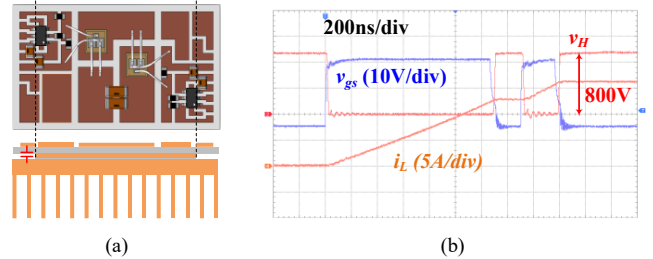 200ns/div
v_H
v_gs (10V/div)
800V
i_L (5A/div)
(a)
(b)